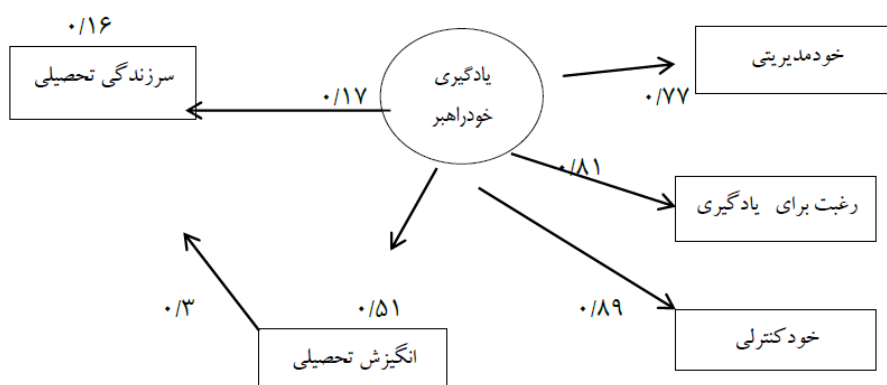 ۰/۱۶
سرزندگی تحصیلی
یادگیری
خودراهبر
خودمدیریتی
۰/۱۷
۰/۷۷
۰/۸۱
رغبت برای یادگیری
۰/۳
۰/۵۱
۰/۸۹
انگیزش تحصیلی
خودکنترلی